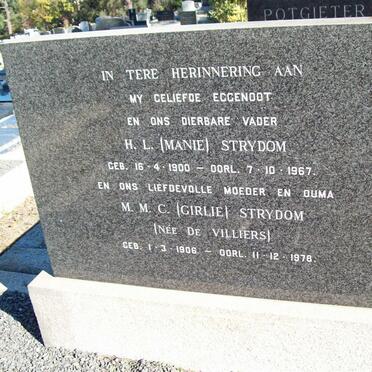 POTGIETER
IN TERE HERINNERING AAN
MY GELIEFDE EGGENOOT
EN ONS DIERBARE VADER
H. L. (MANIE) STRYDOM
GEB. 16·4·1900 — OORL. 7·10·1967.
EN ONS LIEFDEVOLLE MOEDER EN OUMA
M. M. C. (GIRLIE) STRYDOM
(NÉE DE VILLIERS)
GEB. 1·3·1906 — OORL. 11·12·1976.